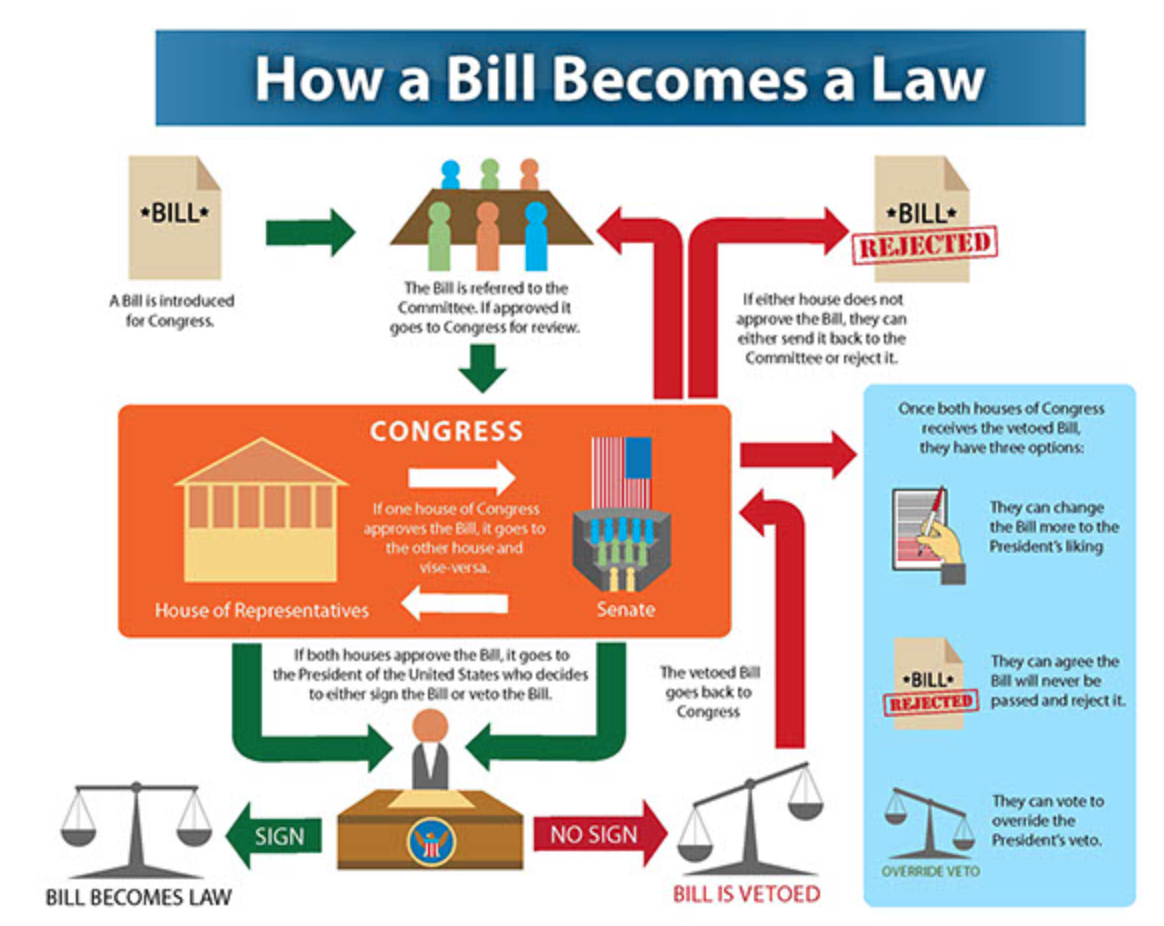 How a Bill Becomes a Law
★BILL★
A Bill is introduced
for Congress.
The Bill is referred to the
Committee. If approved it
goes to Congress for review.
★BILL★
REJECTED
If either house does not
approve the Bill, they can
either send it back to the
Committee or reject it.
CONGRESS
If one house of Congress
approves the Bill, it goes to
the other house and
vise-versa.
House of Representatives
Senate
Once both houses of Congress
receives the vetoed Bill,
they have three options:
They can change
the Bill more to the
President's liking
★BILL★
REJECTED
They can agree the
Bill will never be
passed and reject it.
They can vote to
override the
President's veto.
OVERRIDE VETO
If both houses approve the Bill, it goes to
the President of the United States who decides
to either sign the Bill or veto the Bill.
The vetoed Bill
goes back to
Congress
SIGN
NO SIGN
BILL BECOMES LAW
BILL IS VETOED